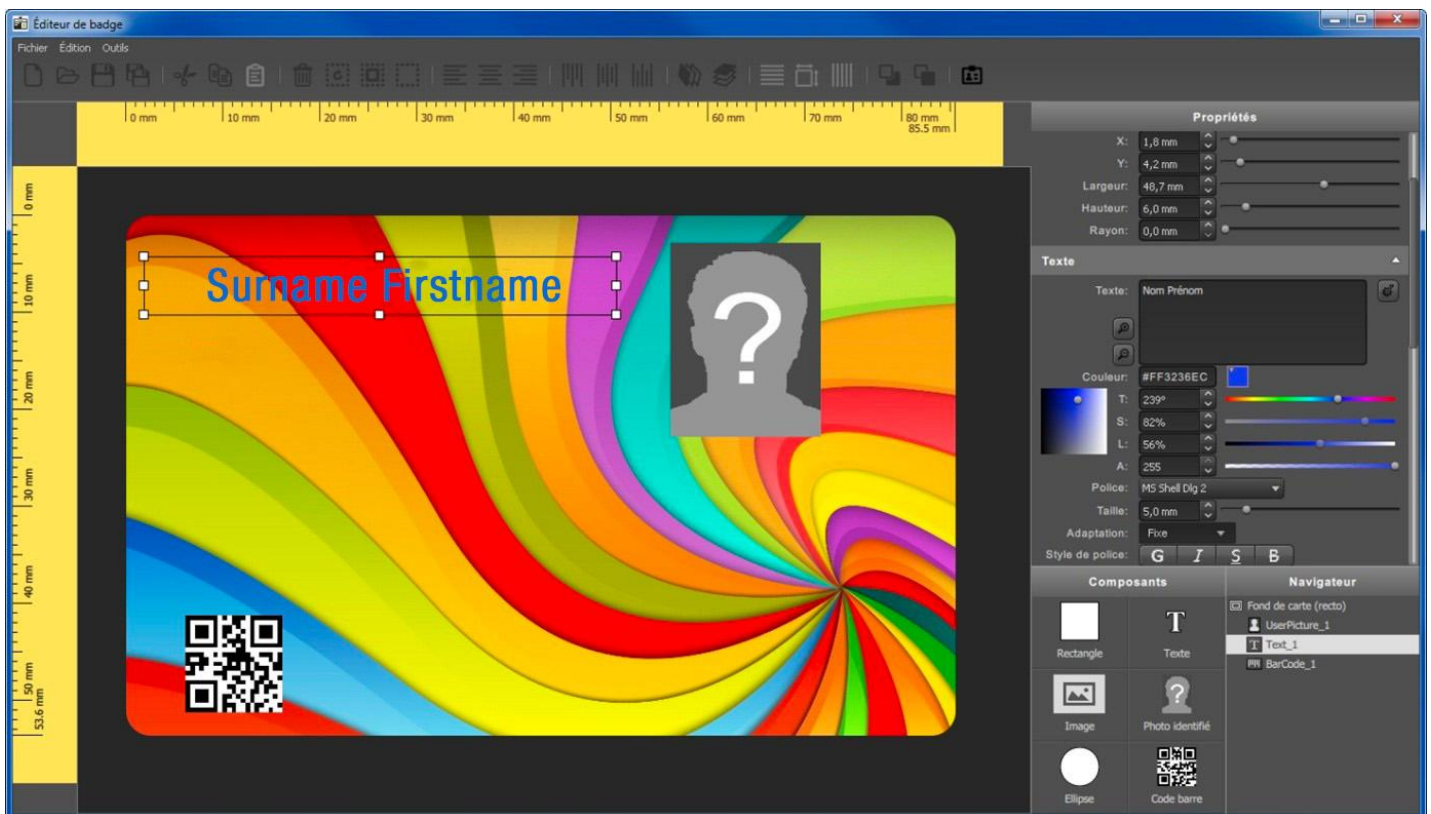 Éditeur de badge
Fichier Édition Outils
0 mm 10 mm 20 mm 30 mm 40 mm 50 mm 60 mm 70 mm 80 mm
85.5 mm
0 mm
10 mm
20 mm
30 mm
40 mm
50 mm
53.6 mm
Surname Firstname
?
Propriétés
X: 1,8 mm
Y: 4,2 mm
Largeur: 48,7 mm
Hauteur: 6,0 mm
Rayon: 0,0 mm
Texte
Texte: Nom Prénom
Couleur: #FF3236EC
T: 239°
S: 82%
L: 56%
A: 255
Police: MS Shell Dlg 2
Taille: 5,0 mm
Adaptation: Fixe
Style de police: G I S B
Composants
Rectangle
T
Texte
Image
?
Photo identifié
Ellipse
Code barre
Navigateur
Fond de carte (recto)
UserPicture_1
T Text_1
BarCode_1